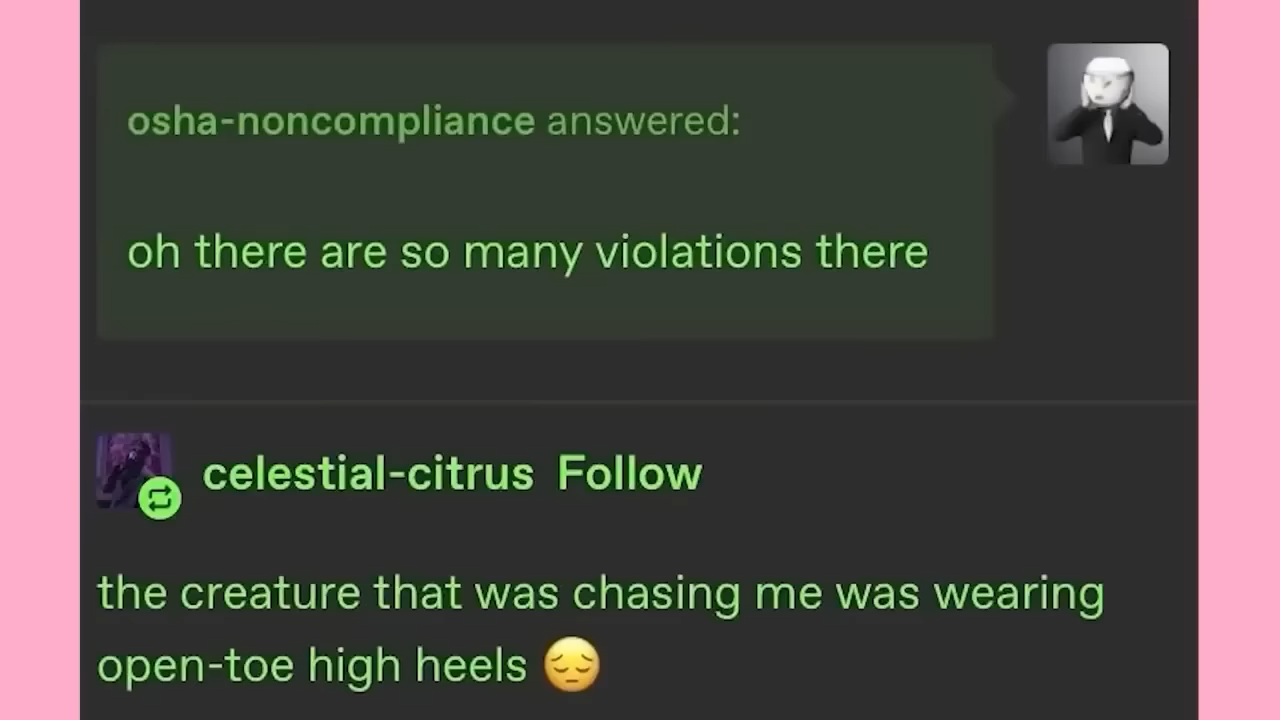 osha-noncompliance answered:
oh there are so many violations there
celestial-citrus Follow
the creature that was chasing me was wearing
open-toe high heels 😔